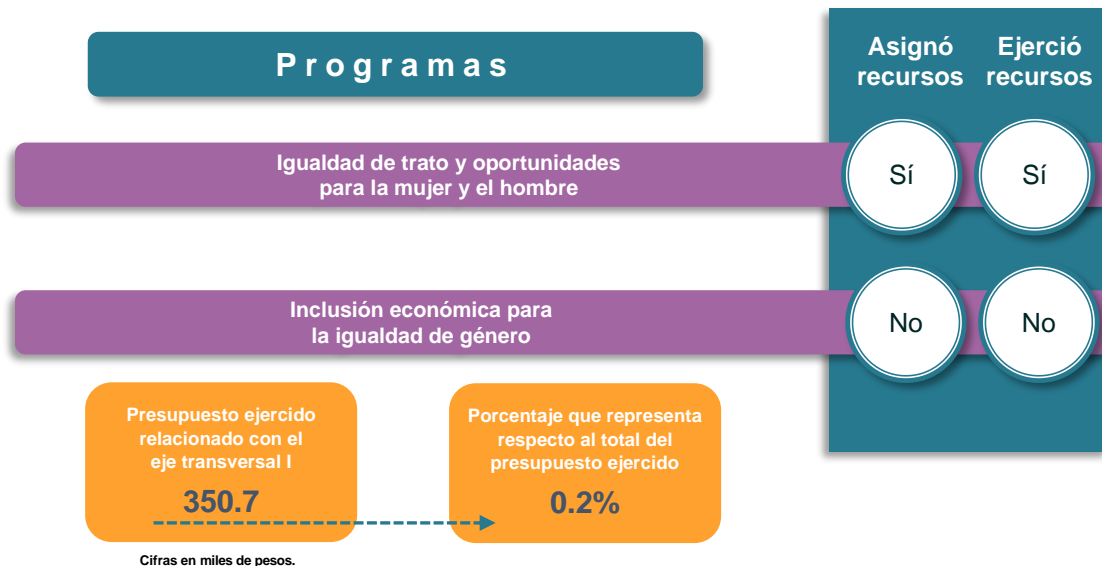 Programas
Asignó
recursos
Ejerció
recursos
Igualdad de trato y oportunidades
para la mujer y el hombre
Sí
Sí
Inclusión económica para
la igualdad de género
No
No
Presupuesto ejercido
relacionado con el
eje transversal I
350.7
Porcentaje que representa
respecto al total del
presupuesto ejercido
0.2%
Cifras en miles de pesos.